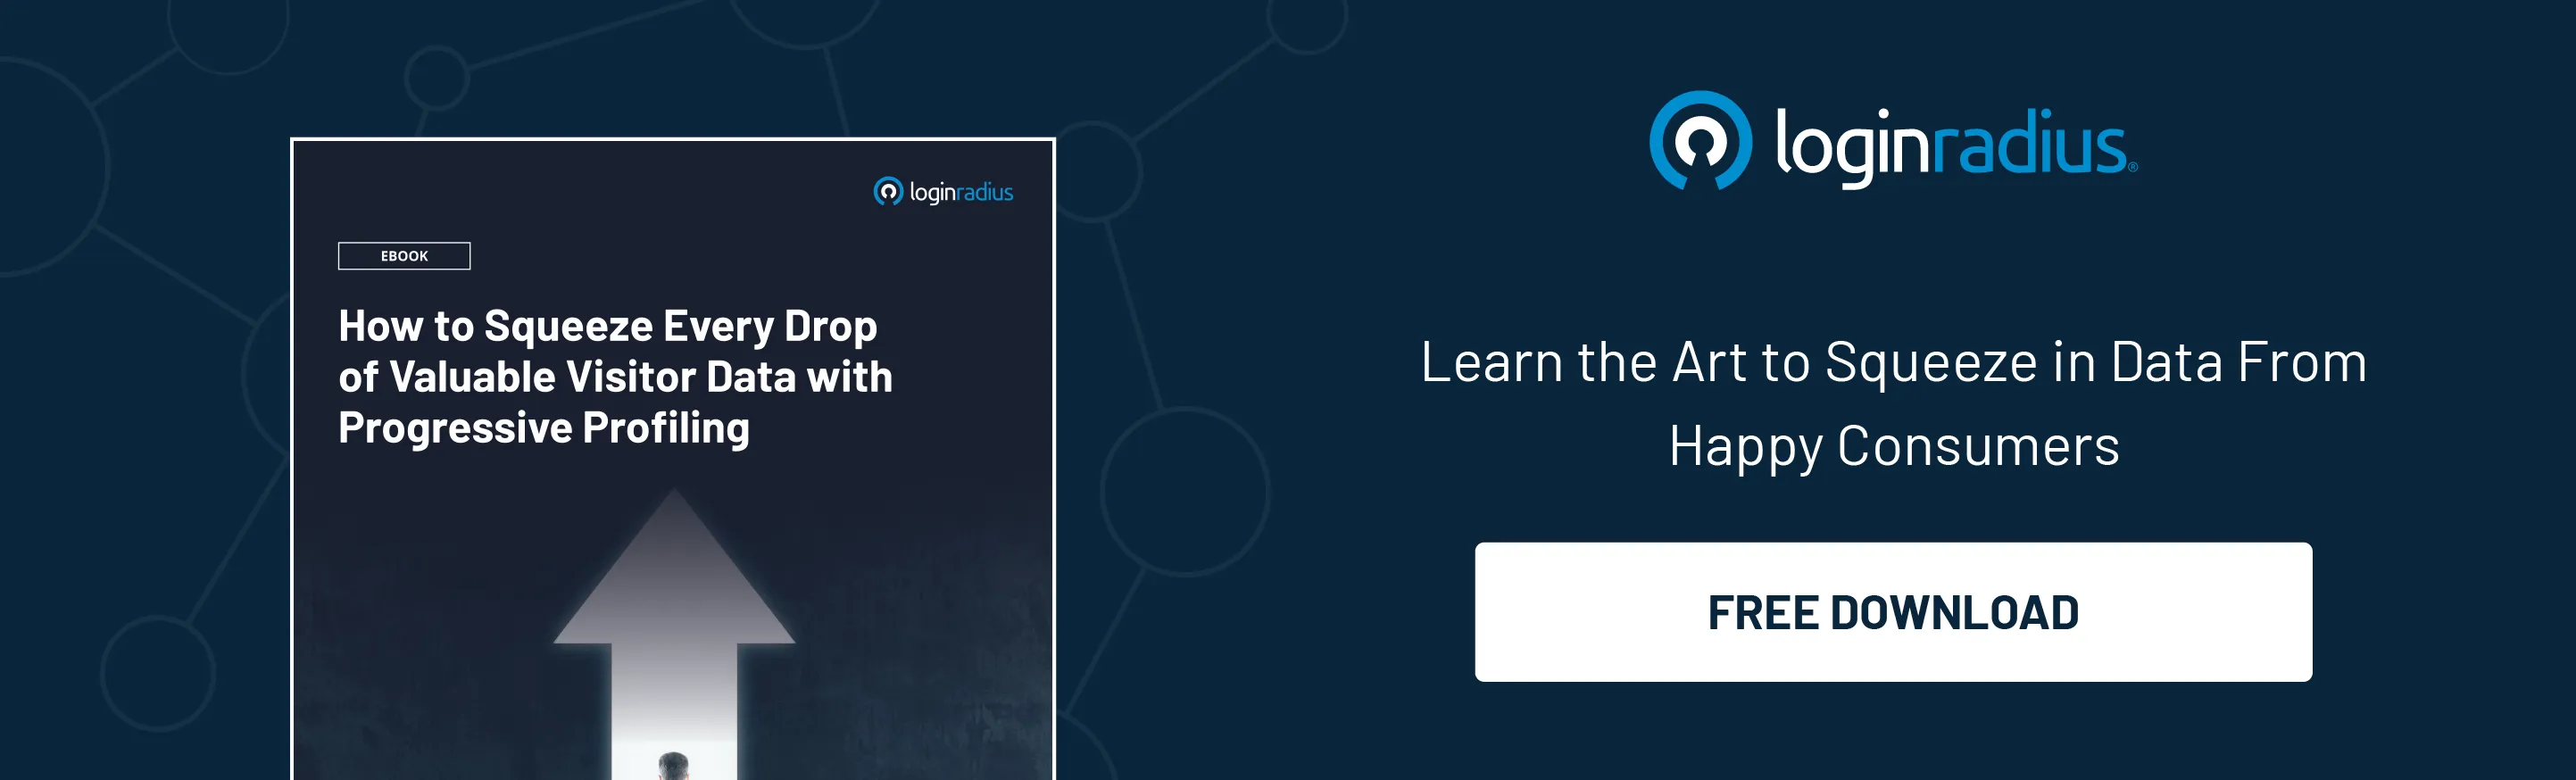 loginradius
EBOOK
How to Squeeze Every Drop
of Valuable Visitor Data with
Progressive Profiling
loginradius®
Learn the Art to Squeeze in Data From
Happy Consumers
FREE DOWNLOAD